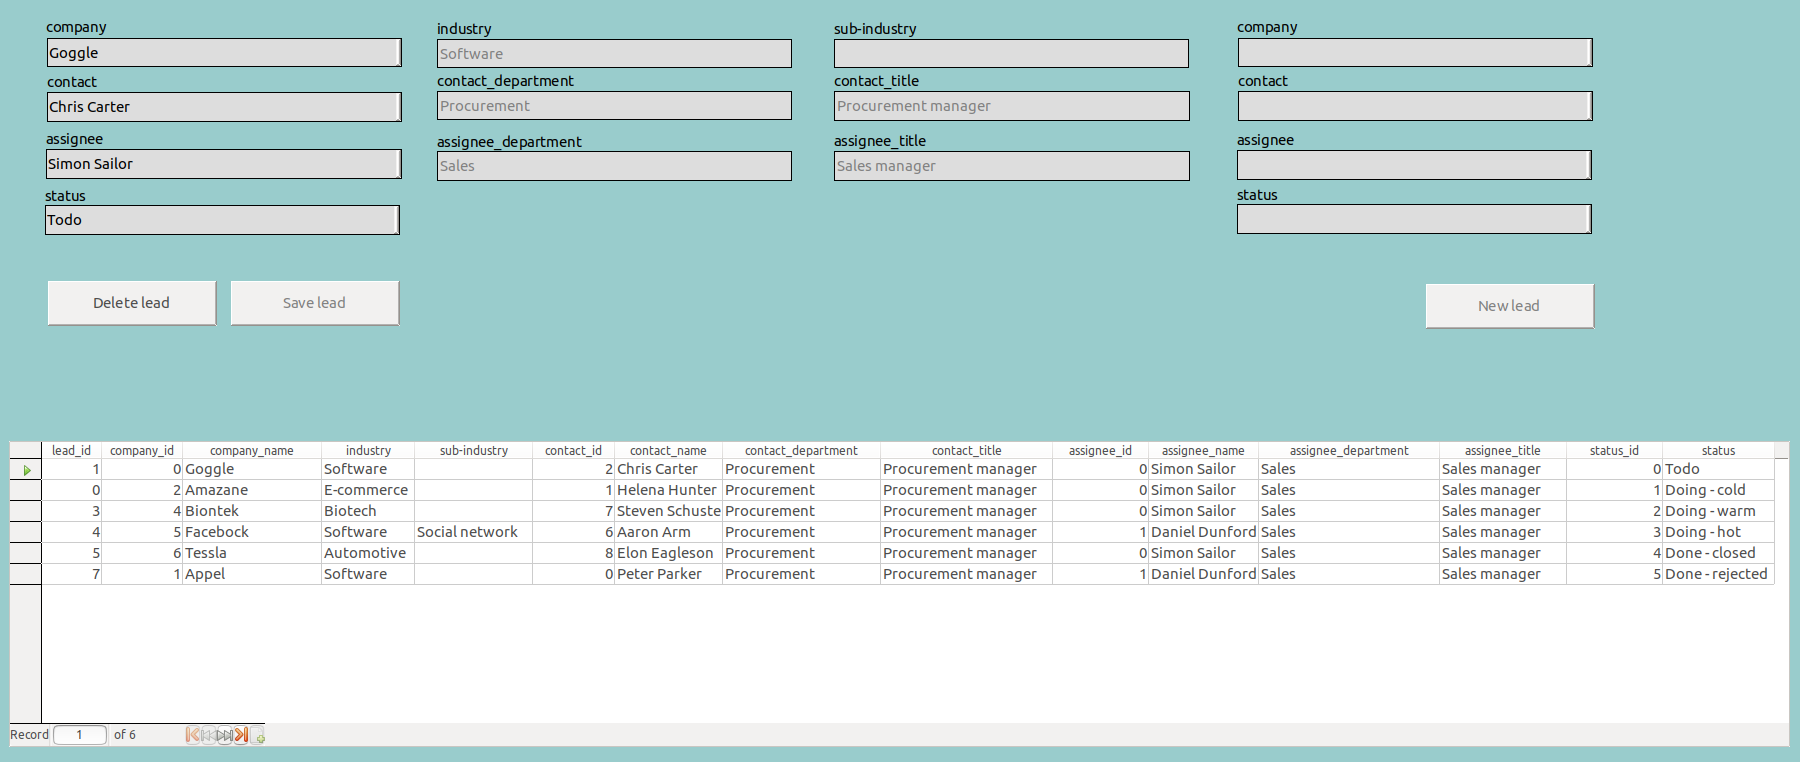 company industry sub-industry company
Goggle Software
contact contact_department contact_title contact
Chris Carter Procurement Procurement manager
assignee assignee_department assignee_title assignee
Simon Sailor Sales Sales manager
status status
Todo
Delete lead Save lead New lead
lead_id company_id company_name industry sub-industry contact_id contact_name contact_department contact_title assignee_id assignee_name assignee_department assignee_title status_id status
1 0 Goggle Software 2 Chris Carter Procurement Procurement manager 0 Simon Sailor Sales Sales manager 0 Todo
0 2 Amazane E-commerce 1 Helena Hunter Procurement Procurement manager 0 Simon Sailor Sales Sales manager 1 Doing - cold
3 4 Biontek Biotech 7 Steven Schuste Procurement Procurement manager 0 Simon Sailor Sales Sales manager 2 Doing - warm
4 5 Facebock Software Social network 6 Aaron Arm Procurement Procurement manager 1 Daniel Dunford Sales Sales manager 3 Doing - hot
5 6 Tessla Automotive 8 Elon Eagleson Procurement Procurement manager 0 Simon Sailor Sales Sales manager 4 Done - closed
7 1 Appel Software 0 Peter Parker Procurement Procurement manager 1 Daniel Dunford Sales Sales manager 5 Done - rejected
Record 1 of 6